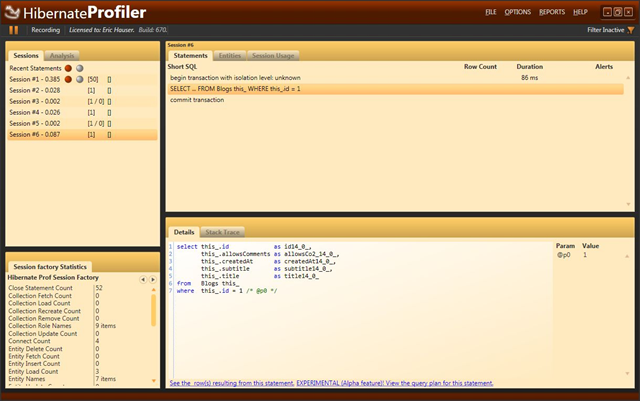 HibernateProfiler
FILE OPTIONS REPORTS HELP
Recording Licensed to: Eric Hauser. Build: 670.
Filter Inactive
Sessions Analysis
Recent Statements
Session #1 - 0.385 [50] []
Session #2 - 0.028 [1] []
Session #3 - 0.002 [1 / 0] []
Session #4 - 0.026 [1] []
Session #5 - 0.002 [1 / 0] []
Session #6 - 0.087 [1] []
Session #6
Statements Entities Session Usage
Short SQL Row Count Duration Alerts
begin transaction with isolation level: unknown 86 ms
SELECT ... FROM Blogs this_ WHERE this_.id = 1
commit transaction
Session factory Statistics
Hibernate Prof Session Factory
Close Statement Count 52
Collection Fetch Count 0
Collection Load Count 0
Collection Recreate Count 0
Collection Remove Count 0
Collection Role Names 9 items
Collection Update Count 0
Connect Count 4
Entity Delete Count 0
Entity Fetch Count 0
Entity Insert Count 0
Entity Load Count 3
Entity Names 7 items
Details Stack Trace
1 select this_.id as id14_0_,
2 this_.allowsComments as allowsCo2_14_0_,
3 this_.createdAt as createdAt14_0_,
4 this_.subtitle as subtitle14_0_,
5 this_.title as title14_0_
6 from Blogs this_
7 where this_.id = 1 /* @p0 */
Param Value
@p0 1
See the row(s) resulting from this statement. EXPERIMENTAL (Alpha feature)! View the query plan for this statement.